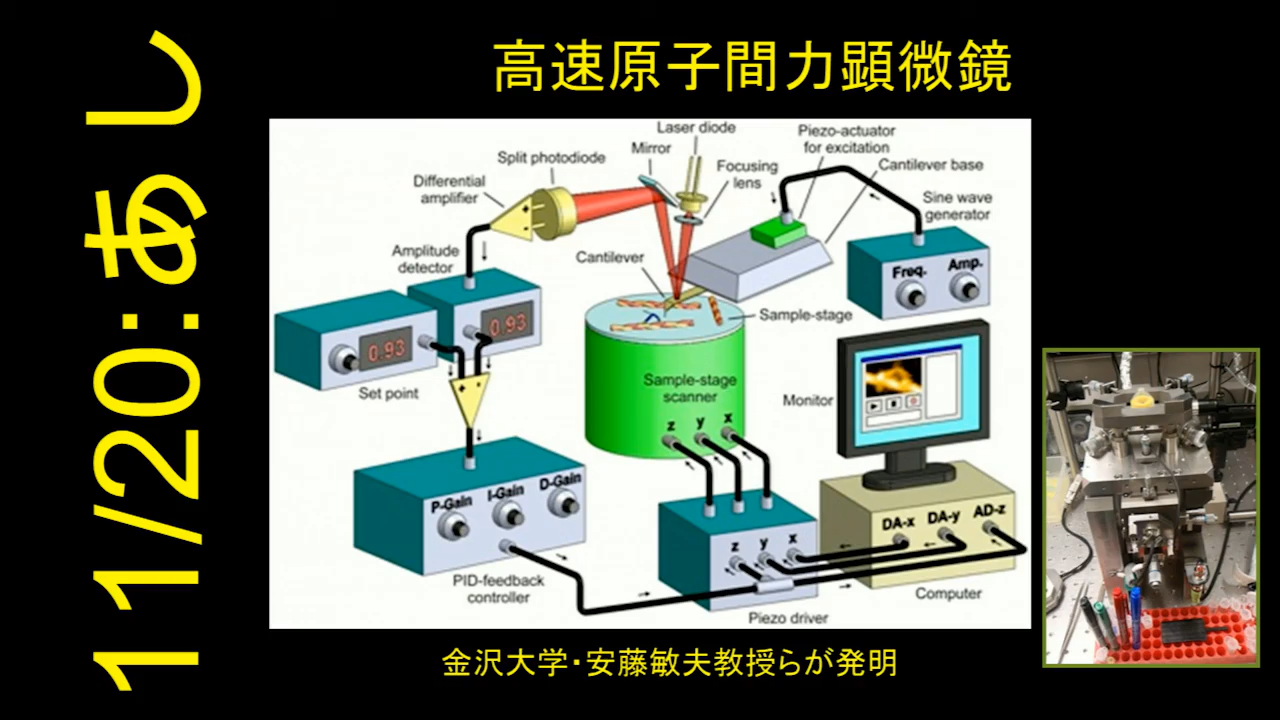 11/20:あし
高速原子間力顕微鏡
Laser diode
Mirror
Split photodiode
Focusing
lens
Piezo-actuator
for excitation
Cantilever base
Differential
amplifier
Sine wave
generator
Amplitude
detector
Cantilever
Freq.
Amp.
0.93
0.93
Sample-stage
Set point
Sample-stage
scanner
z y x
Monitor
P-Gain
I-Gain
D-Gain
DA-x
DA-y
AD-z
z y x
PID-feedback
controller
Computer
Piezo driver
金沢大学・安藤敏夫教授らが発明